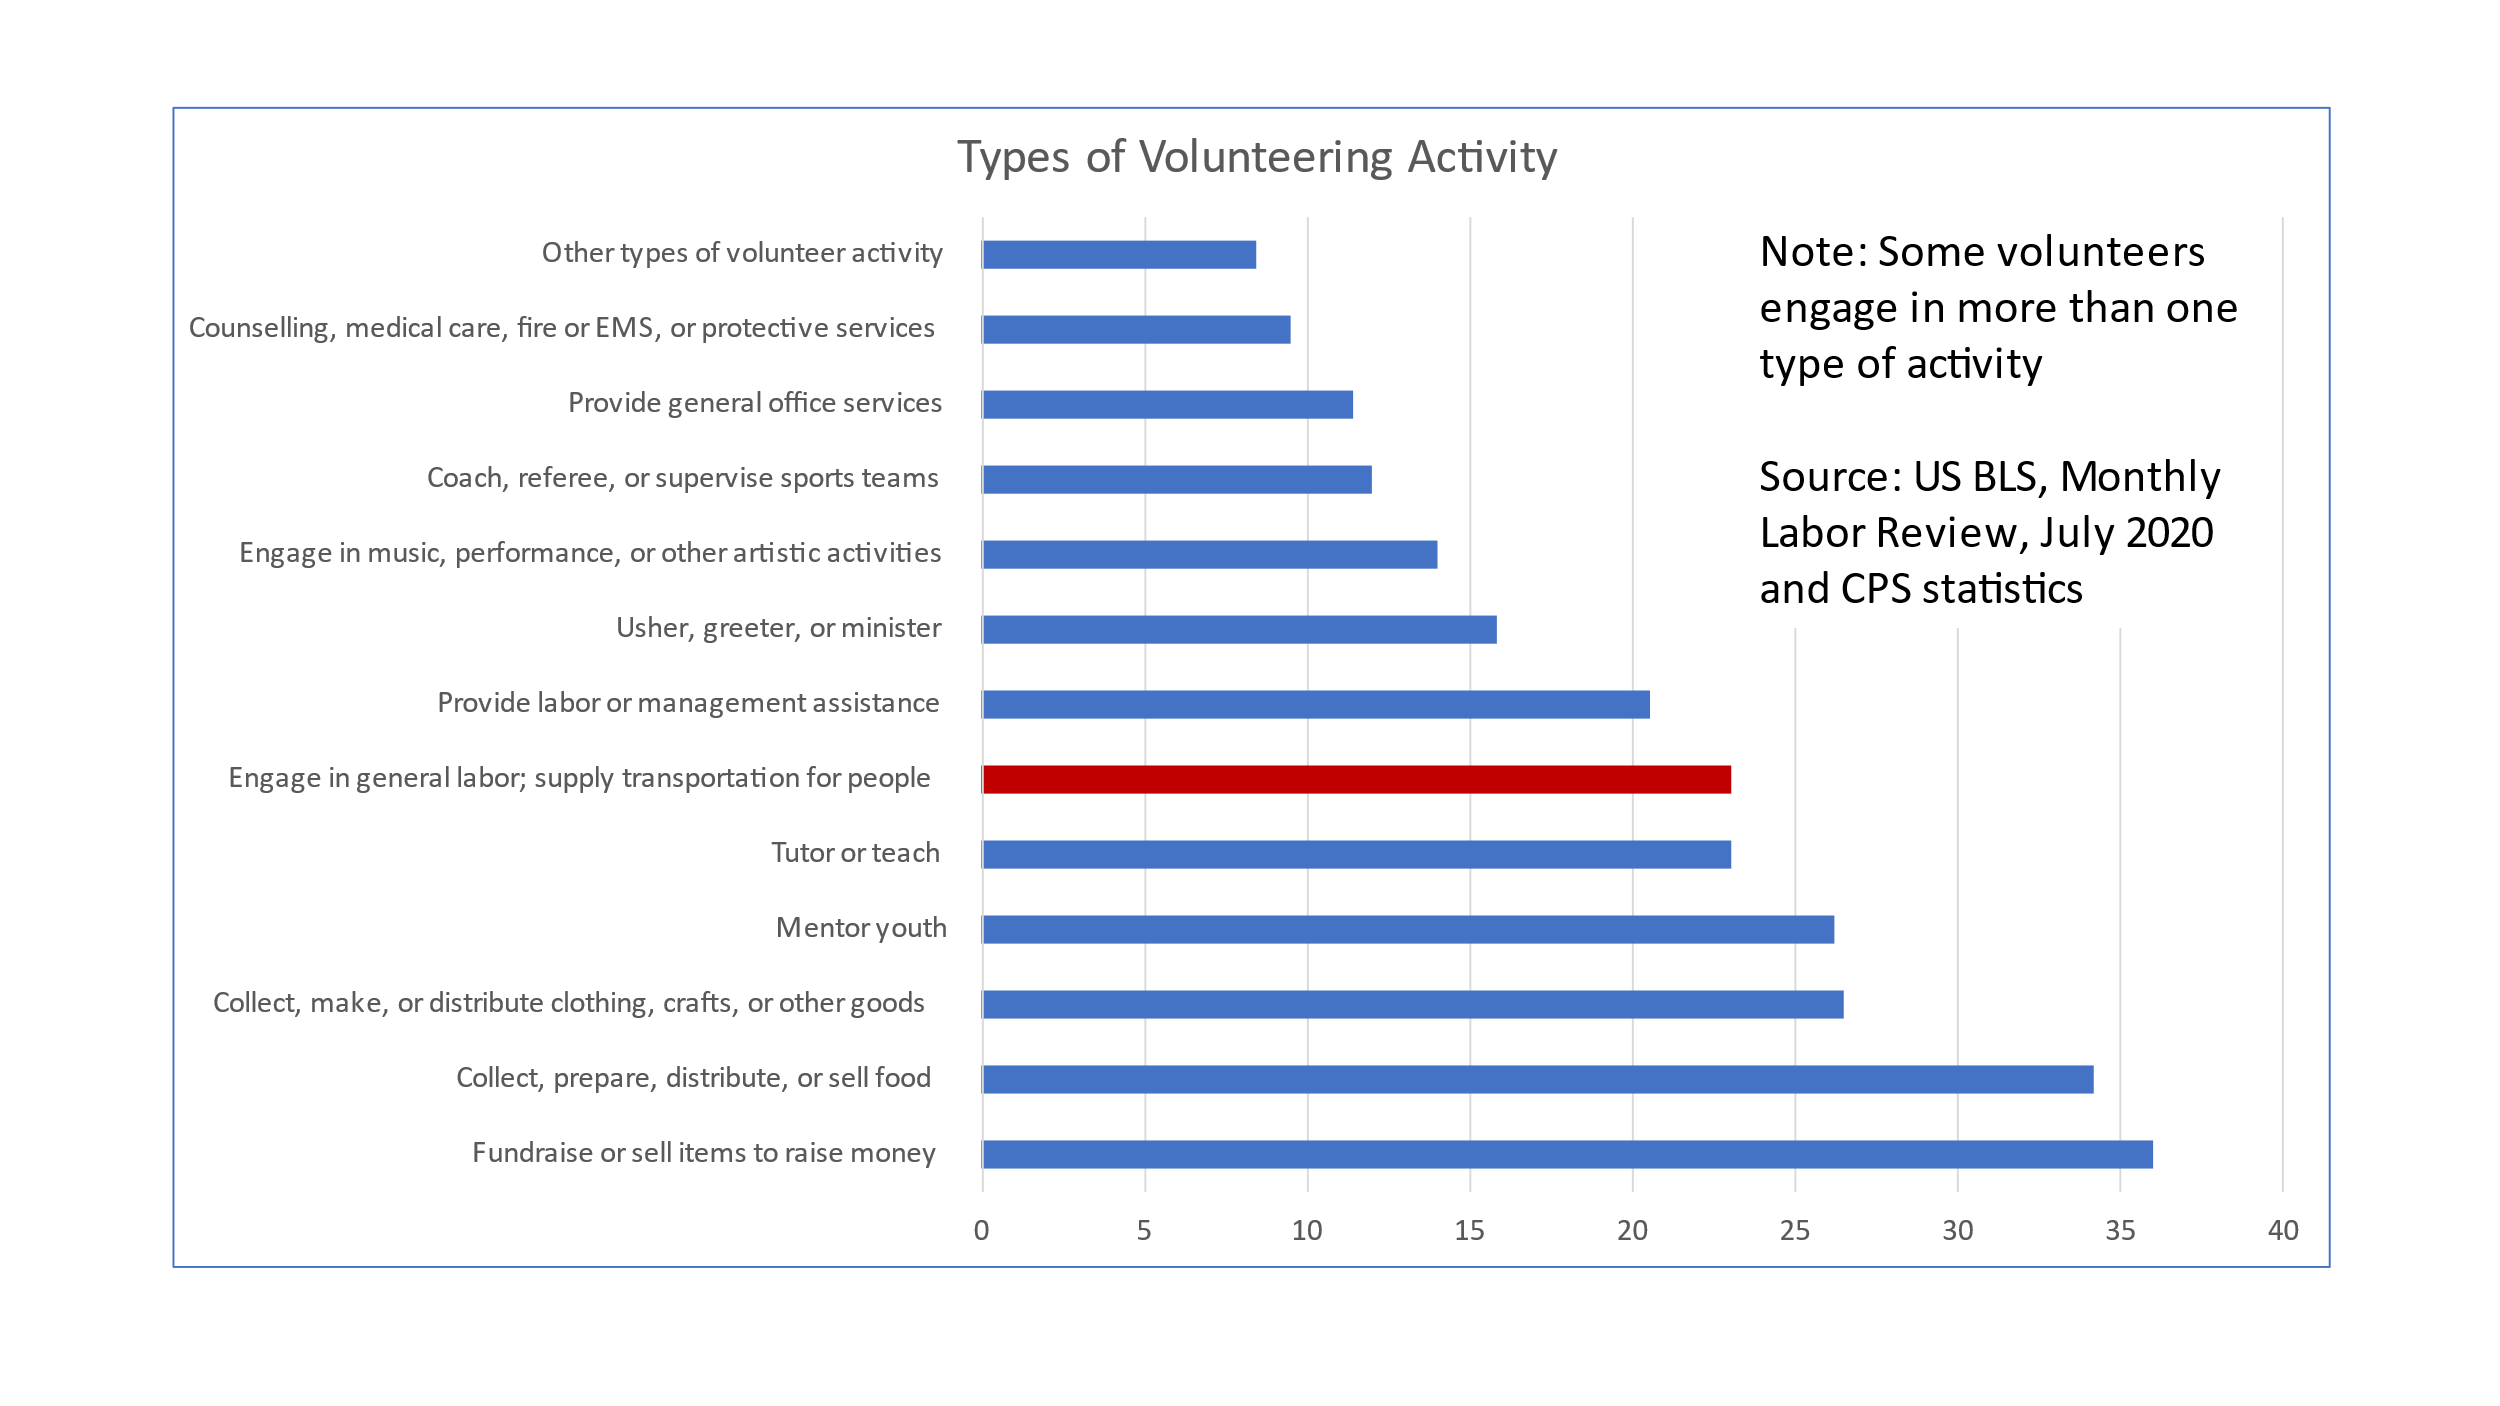 Types of Volunteering Activity
Other types of volunteer activity
Counselling, medical care, fire or EMS, or protective services
Provide general office services
Coach, referee, or supervise sports teams
Engage in music, performance, or other artistic activities
Usher, greeter, or minister
Provide labor or management assistance
Engage in general labor; supply transportation for people
Tutor or teach
Mentor youth
Collect, make, or distribute clothing, crafts, or other goods
Collect, prepare, distribute, or sell food
Fundraise or sell items to raise money
0 5 10 15 20 25 30 35 40
Note: Some volunteers
engage in more than one
type of activity
Source: US BLS, Monthly
Labor Review, July 2020
and CPS statistics